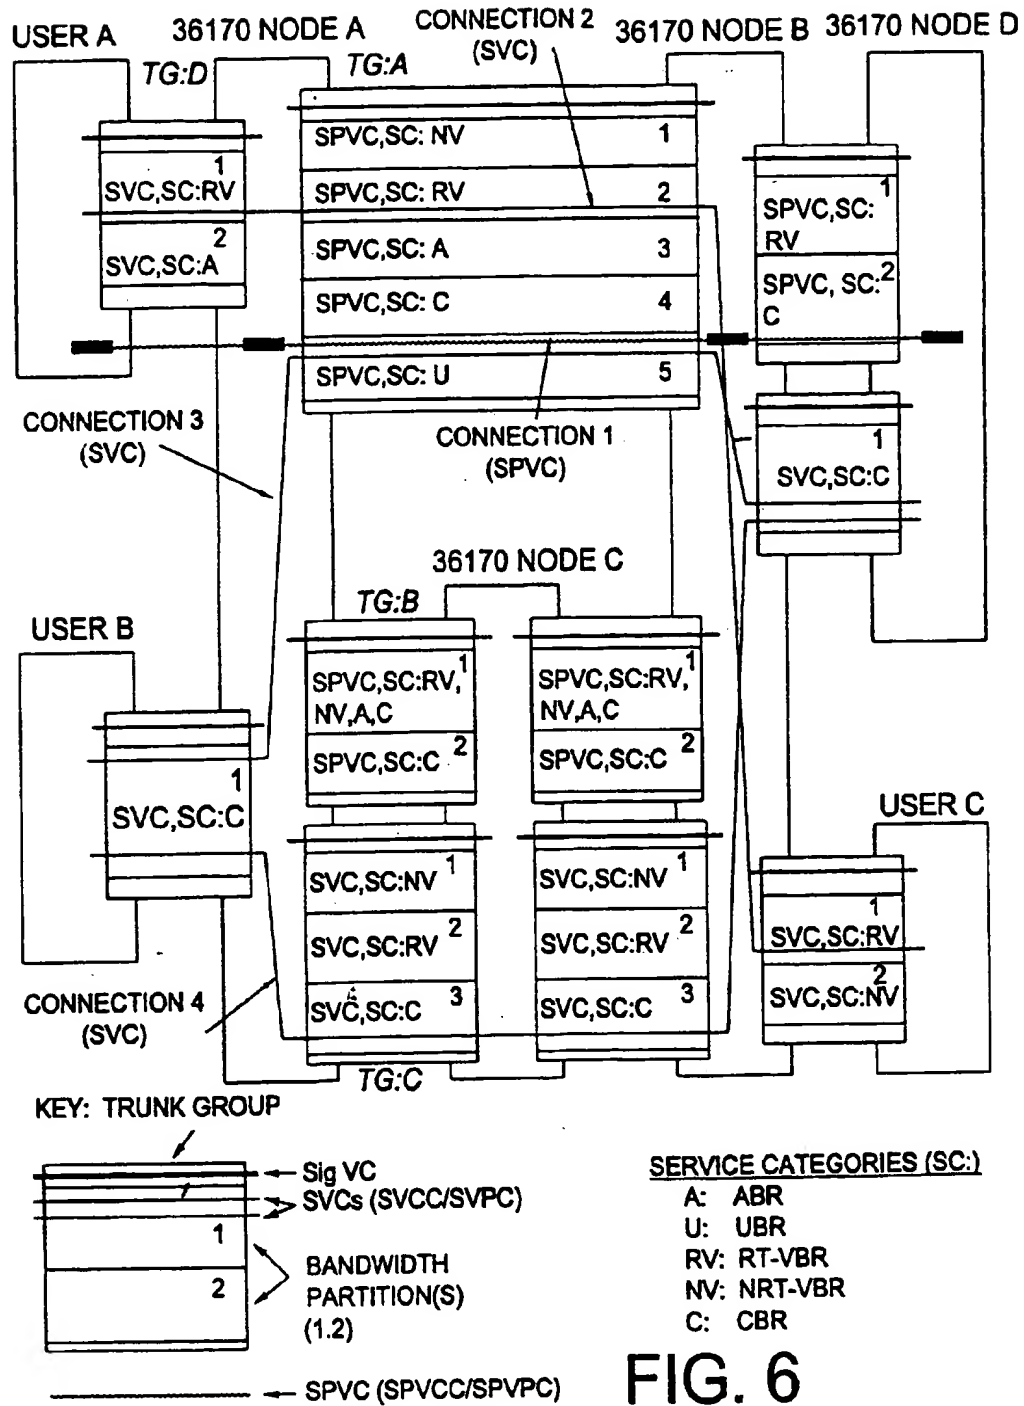 USER A
36170 NODE A
CONNECTION 2
(SVC)
36170 NODE B
36170 NODE D
TG:D
TG:A
1
SVC,SC:RV
2
SVC,SC:A
SPVC,SC: NV 1
SPVC,SC: RV 2
SPVC,SC: A 3
SPVC,SC: C 4
SPVC,SC: U 5
1
SPVC,SC:
RV
SPVC, SC: 2
C
CONNECTION 3
(SVC)
CONNECTION 1
(SPVC)
1
SVC,SC:C
36170 NODE C
TG:B
USER B
SPVC,SC:RV, 1
NV,A,C
SPVC,SC:C 2
SPVC,SC:RV, 1
NV,A,C
SPVC,SC:C 2
1
SVC,SC:C
USER C
SVC,SC:NV 1
SVC,SC:RV 2
SVC,SC:C 3
SVC,SC:NV 1
SVC,SC:RV 2
SVC,SC:C 3
1
SVC,SC:RV
2
SVC,SC:NV
CONNECTION 4
(SVC)
TG:C
KEY: TRUNK GROUP
Sig VC
SVCs (SVCC/SVPC)
1
2
BANDWIDTH
PARTITION(S)
(1.2)
SPVC (SPVCC/SPVPC)
SERVICE CATEGORIES (SC:)
A: ABR
U: UBR
RV: RT-VBR
NV: NRT-VBR
C: CBR
FIG. 6